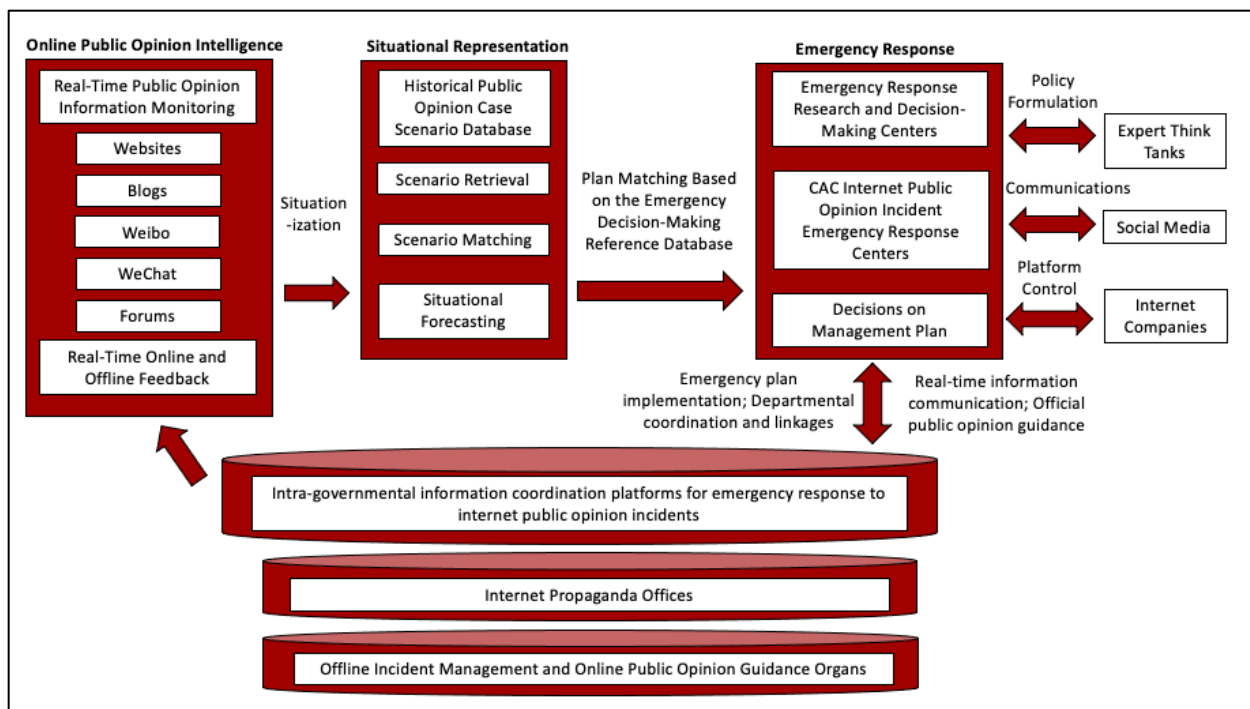 Online Public Opinion Intelligence
Real-Time Public Opinion
Information Monitoring
Websites
Blogs
Weibo
WeChat
Forums
Real-Time Online and
Offline Feedback
Situation
-ization
Situational Representation
Historical Public
Opinion Case
Scenario Database
Scenario Retrieval
Scenario Matching
Situational
Forecasting
Plan Matching Based
on the Emergency
Decision-Making
Reference Database
Emergency Response
Emergency Response
Research and Decision-
Making Centers
CAC Internet Public
Opinion Incident
Emergency Response
Centers
Decisions on
Management Plan
Policy
Formulation
Expert Think
Tanks
Communications
Social Media
Platform
Control
Internet
Companies
Emergency plan
implementation; Departmental
coordination and linkages
Real-time information
communication; Official
public opinion guidance
Intra-governmental information coordination platforms for emergency response to
internet public opinion incidents
Internet Propaganda Offices
Offline Incident Management and Online Public Opinion Guidance Organs